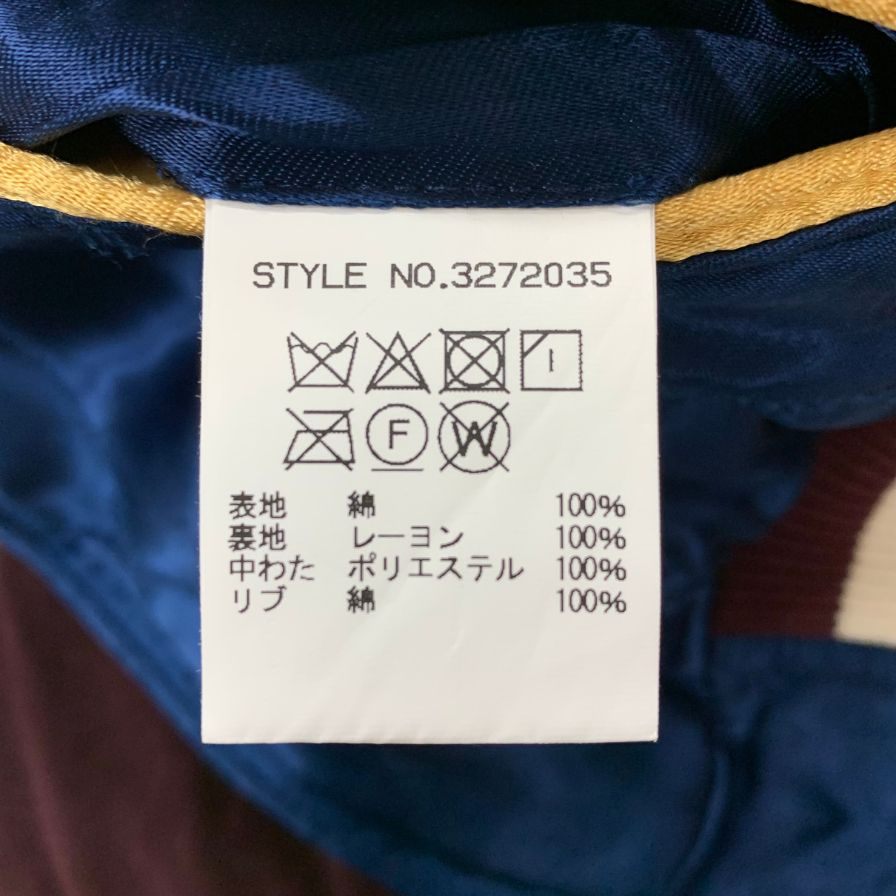 STYLE NO.3272035
F
W
表地 綿 100%
裏地 レーヨン 100%
中わた ポリエステル 100%
リブ 綿 100%